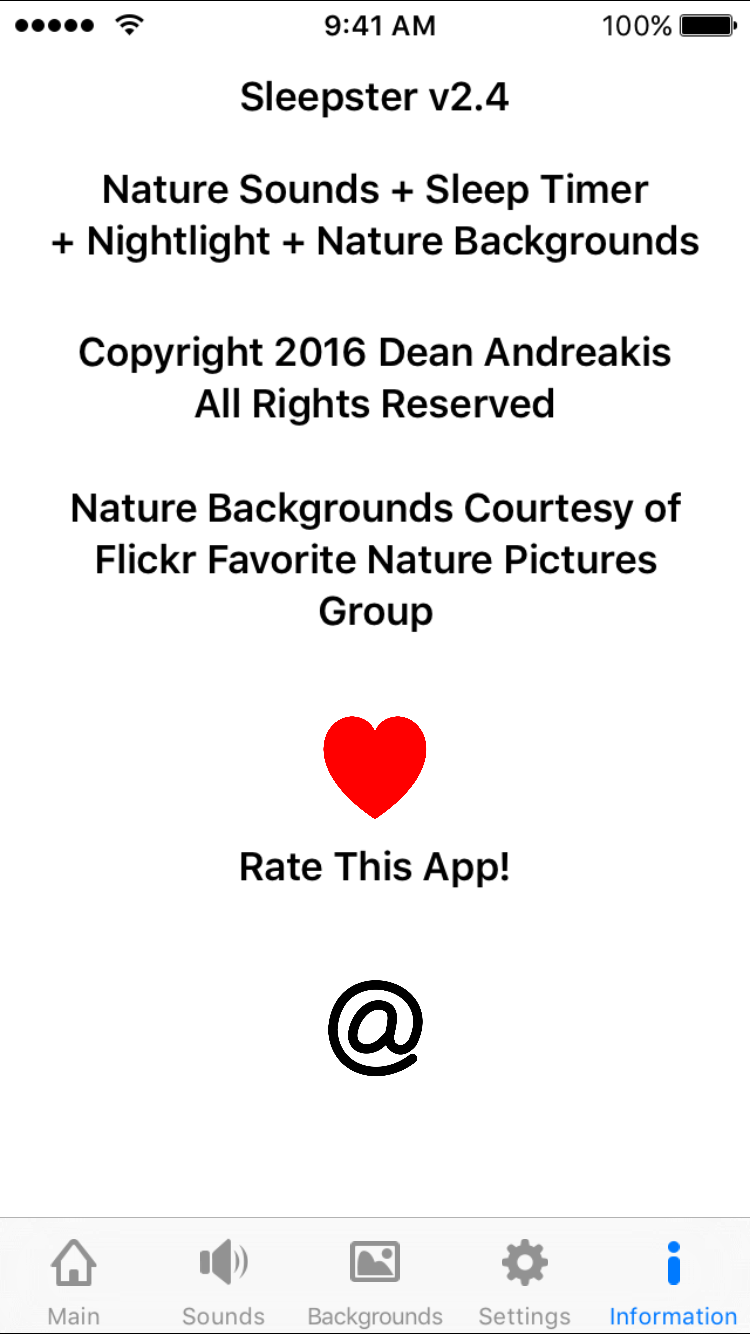 9:41 AM 100%
Sleepster v2.4
Nature Sounds + Sleep Timer
+ Nightlight + Nature Backgrounds
Copyright 2016 Dean Andreakis
All Rights Reserved
Nature Backgrounds Courtesy of
Flickr Favorite Nature Pictures
Group
Rate This App!
@
Main Sounds Backgrounds Settings Information